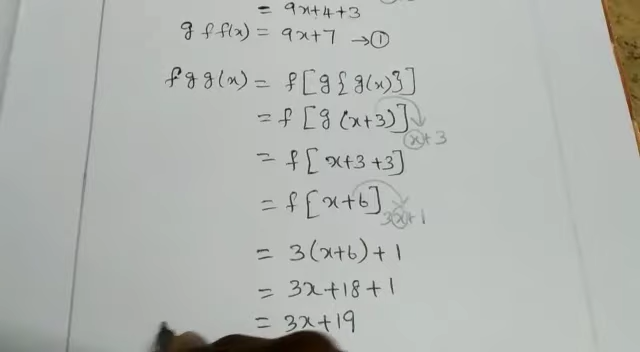 = 9x+4+3
g f f(x) = 9x+7 →①
f g g(x) = f[g{g(x)}]
= f[g(x+3)]
x+3
= f[x+3+3]
= f[x+6]
3x+1
= 3(x+6)+1
= 3x+18+1
= 3x+19